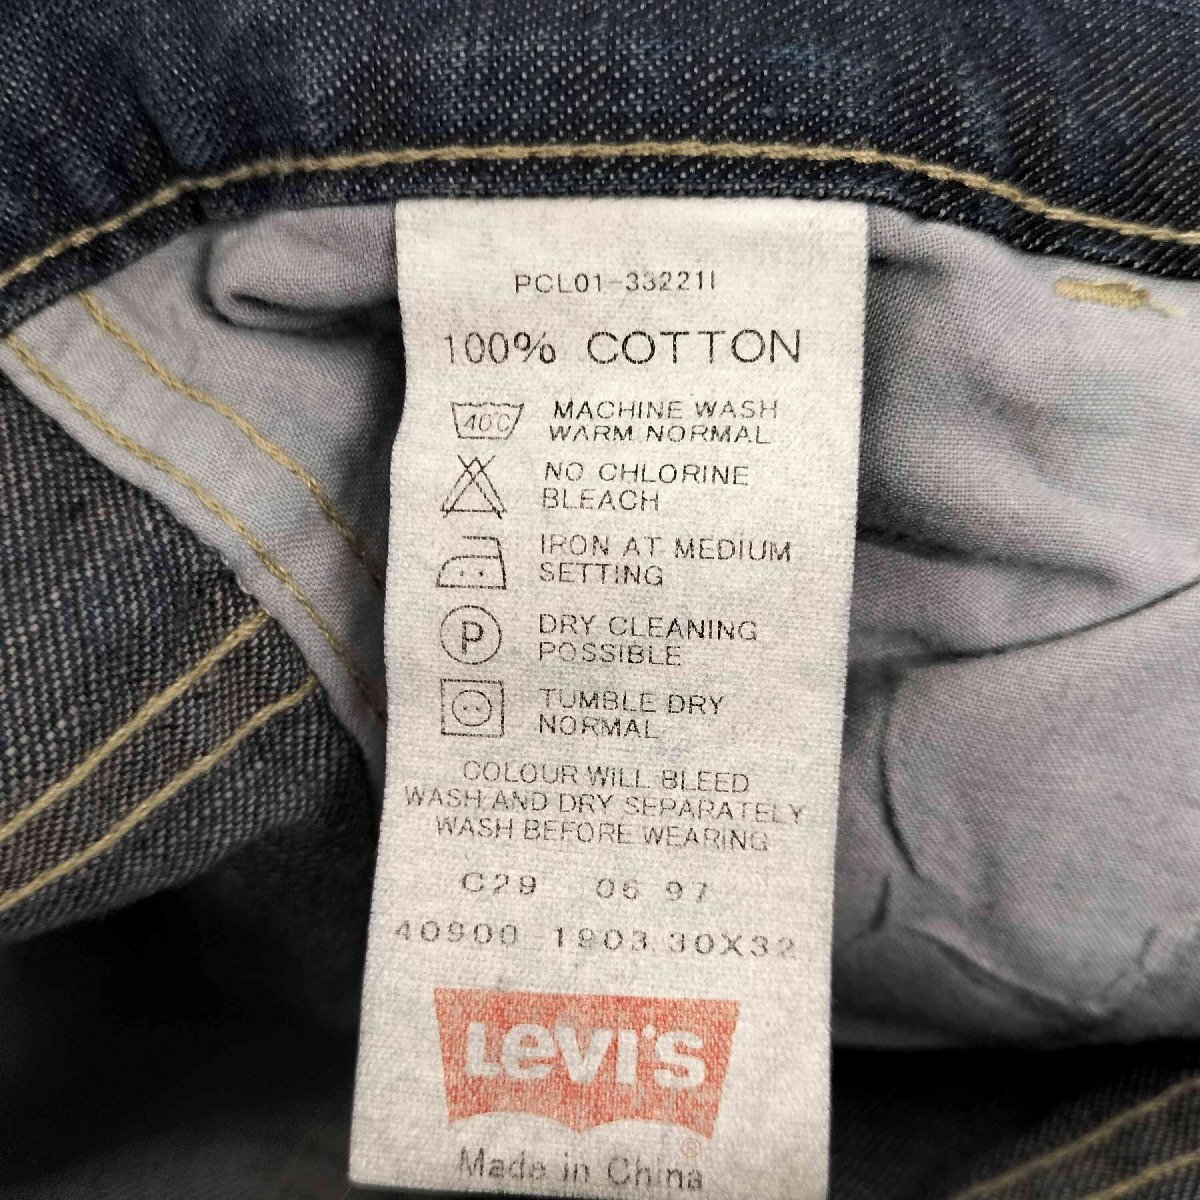 PCL01-33221I
100% COTTON
40°C
MACHINE WASH
WARM NORMAL
NO CHLORINE
BLEACH
IRON AT MEDIUM
SETTING
P
DRY CLEANING
POSSIBLE
TUMBLE DRY
NORMAL
COLOUR WILL BLEED
WASH AND DRY SEPARATELY
WASH BEFORE WEARING
C29 06 97
40900 1903 30X32
LEVI'S
®
Made in China